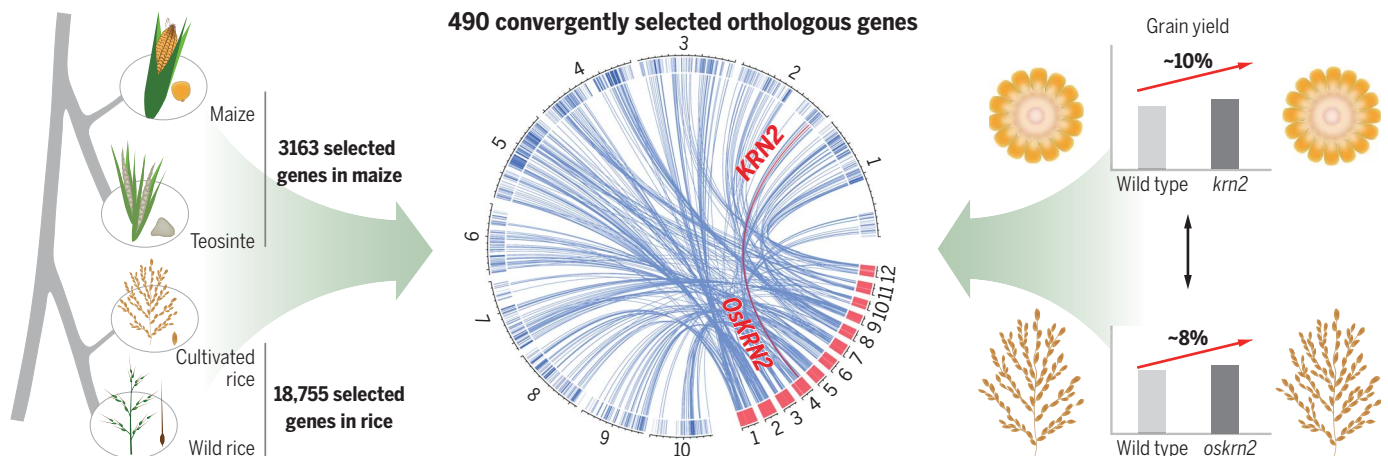 490 convergently selected orthologous genes
Maize
Teosinte
3163 selected
genes in maize
Cultivated
rice
Wild rice
18,755 selected
genes in rice
1
2
3
4
5
6
7
8
9
10
1
2
3
4
5
6
7
8
9
10
11
12
KRN2
OsKRN2
Grain yield
~10%
Wild type krn2
~8%
Wild type oskrn2